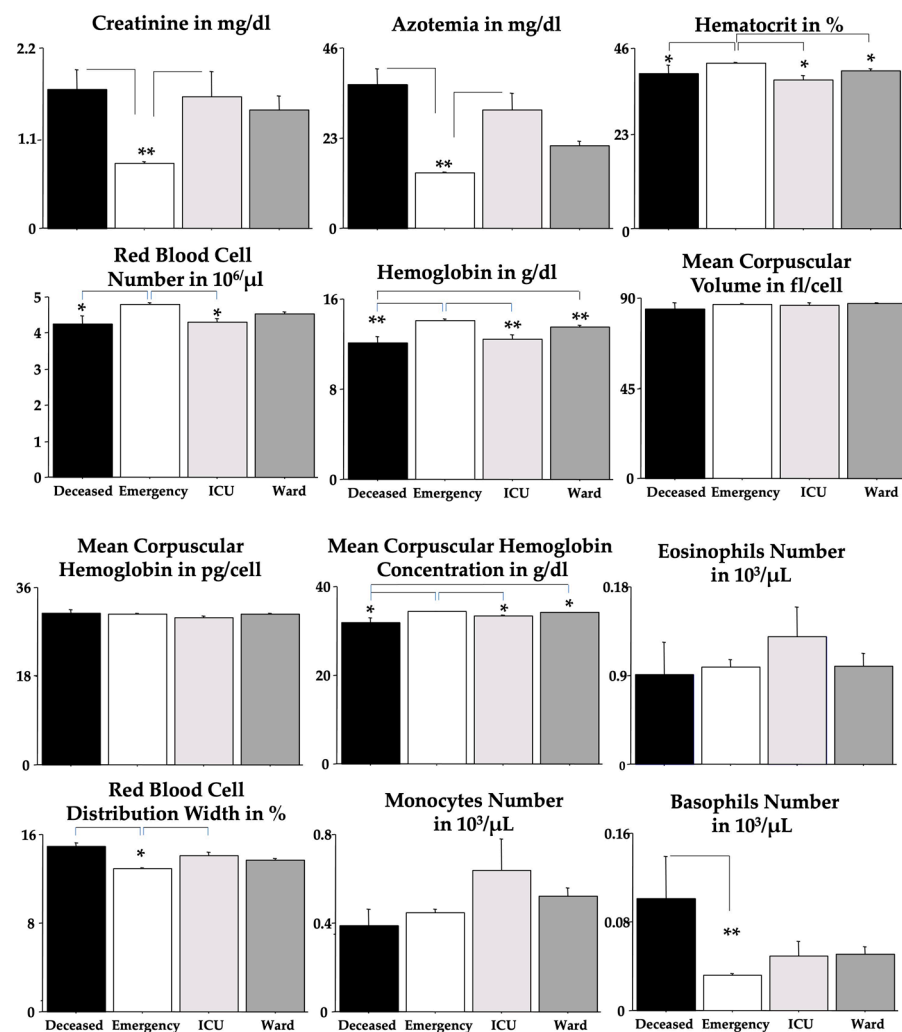 Creatinine in mg/dl
2.2
1.1
0
**
Azotemia in mg/dl
46
23
0
**
Hematocrit in %
46
23
0
*
*
*
Red Blood Cell
Number in 10⁶/µl
5
4
3
2
1
0
*
*
Deceased Emergency ICU Ward
Hemoglobin in g/dl
16
8
0
**
**
**
Deceased Emergency ICU Ward
Mean Corpuscular
Volume in fl/cell
90
45
0
Deceased Emergency ICU Ward
Mean Corpuscular
Hemoglobin in pg/cell
36
18
0
Mean Corpuscular Hemoglobin
Concentration in g/dl
40
20
0
*
*
*
Eosinophils Number
in 10³/µL
0.18
0.9
0
Red Blood Cell
Distribution Width in %
16
8
0
*
Deceased Emergency ICU Ward
Monocytes Number
in 10³/µL
0.8
0.4
0
Deceased Emergency ICU Ward
Basophils Number
in 10³/µL
0.16
0.08
0
**
Deceased Emergency ICU Ward